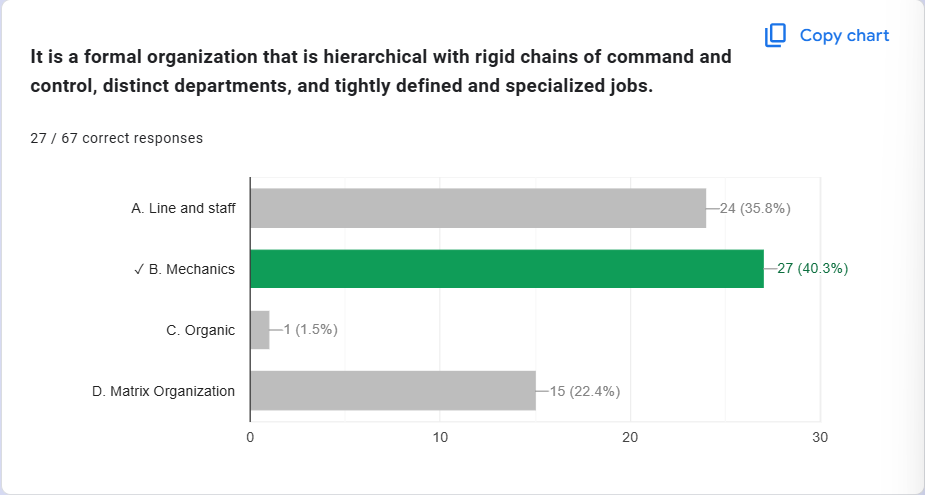 Copy chart
It is a formal organization that is hierarchical with rigid chains of command and
control, distinct departments, and tightly defined and specialized jobs.
27 / 67 correct responses
A. Line and staff
24 (35.8%)
✓ B. Mechanics
27 (40.3%)
C. Organic
1 (1.5%)
D. Matrix Organization
15 (22.4%)
0 10 20 30